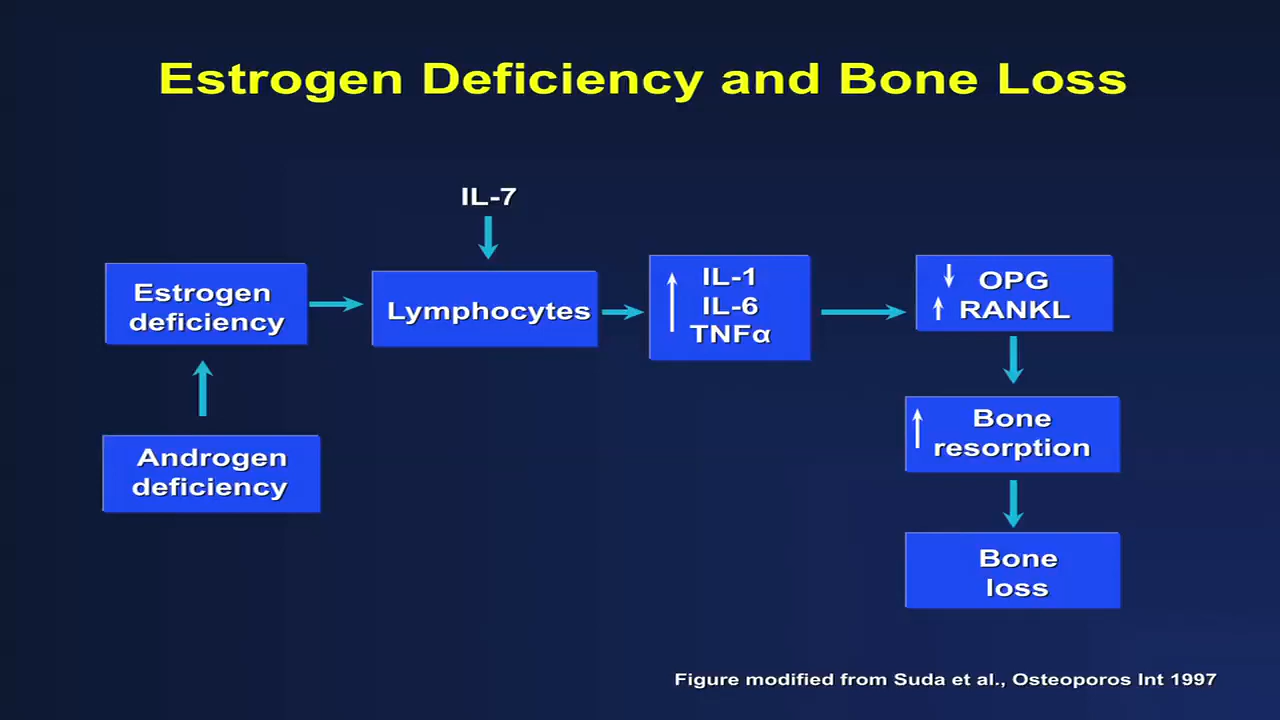 Estrogen Deficiency and Bone Loss
IL-7
Estrogen
deficiency
Lymphocytes
IL-1
IL-6
TNFα
OPG
RANKL
Androgen
deficiency
Bone
resorption
Bone
loss
Figure modified from Suda et al., Osteoporos Int 1997